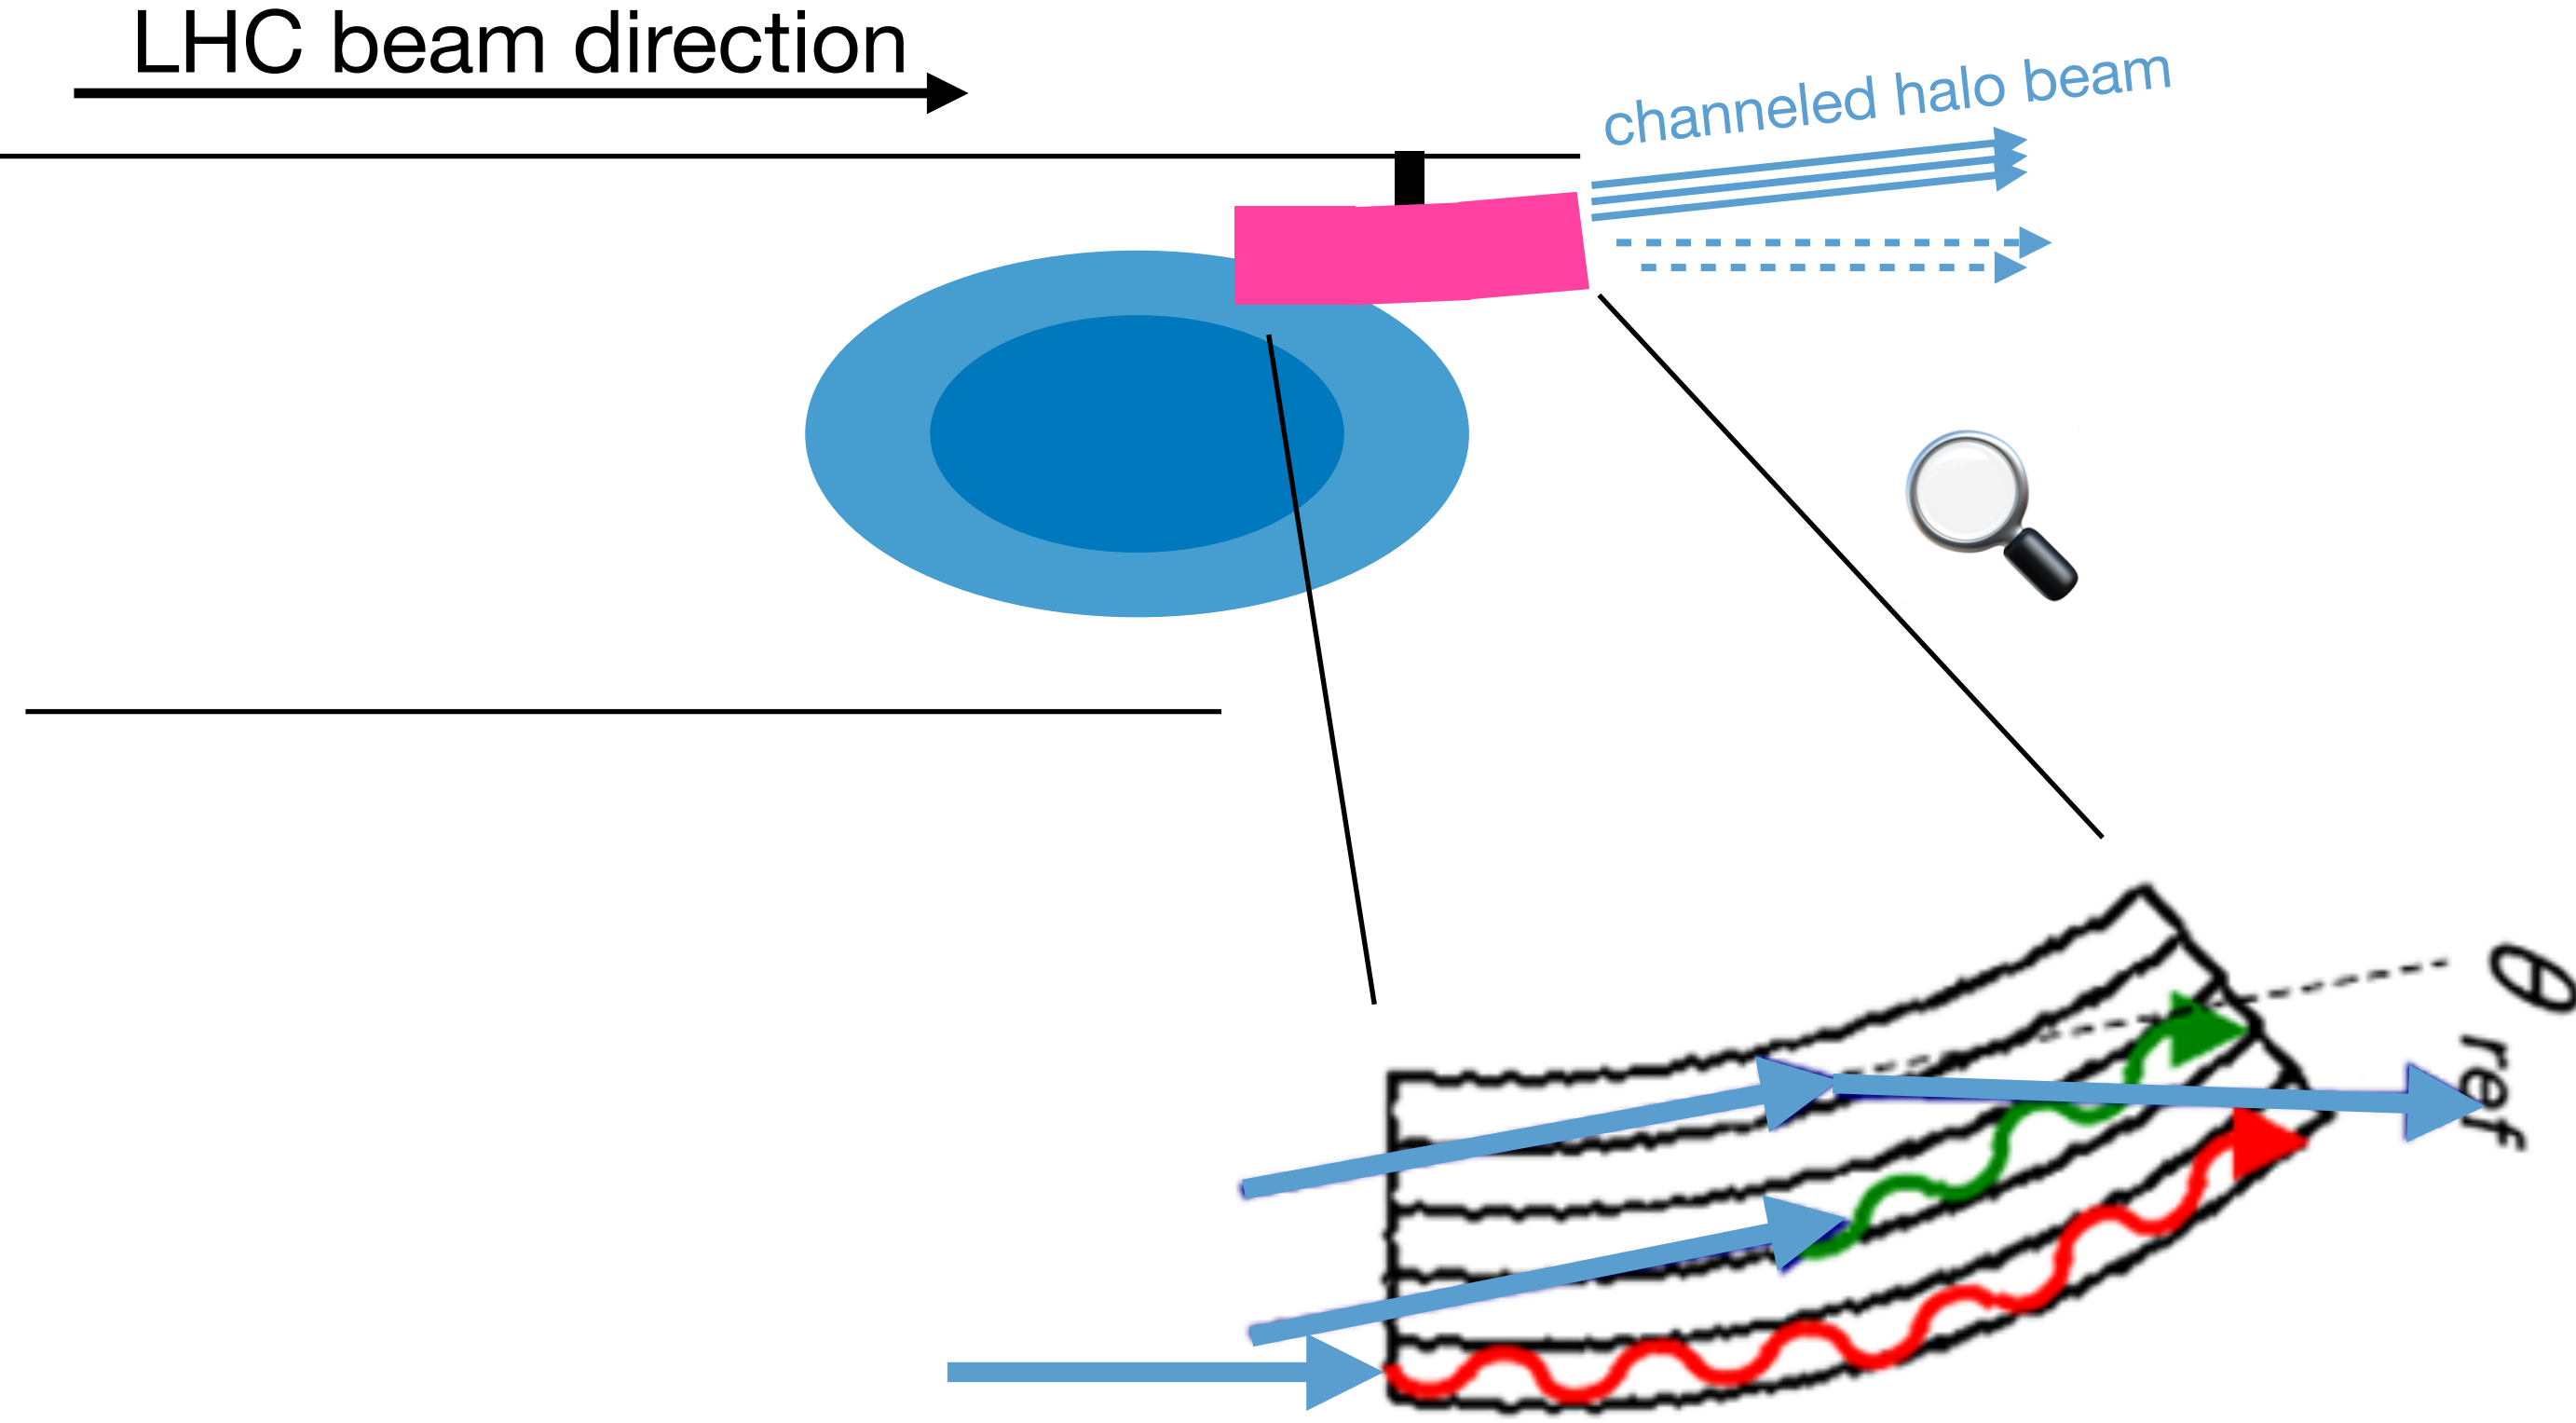 LHC beam direction
channeled halo beam
θ
ref